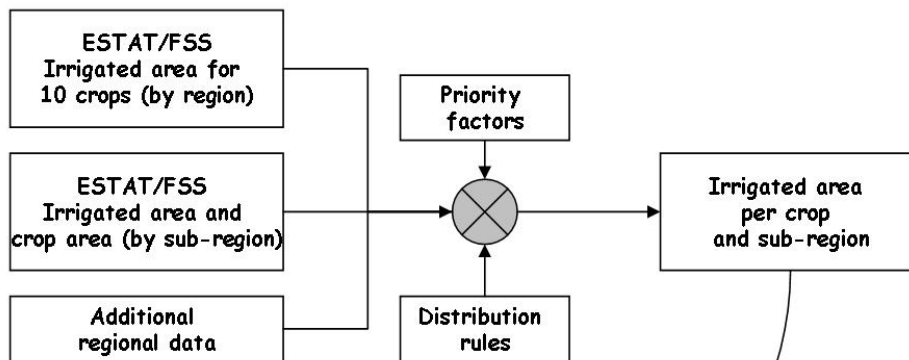 ESTAT/FSS
Irrigated area for
10 crops (by region)
Priority
factors
ESTAT/FSS
Irrigated area and
crop area (by sub-region)
Irrigated area
per crop
and sub-region
Additional
regional data
Distribution
rules